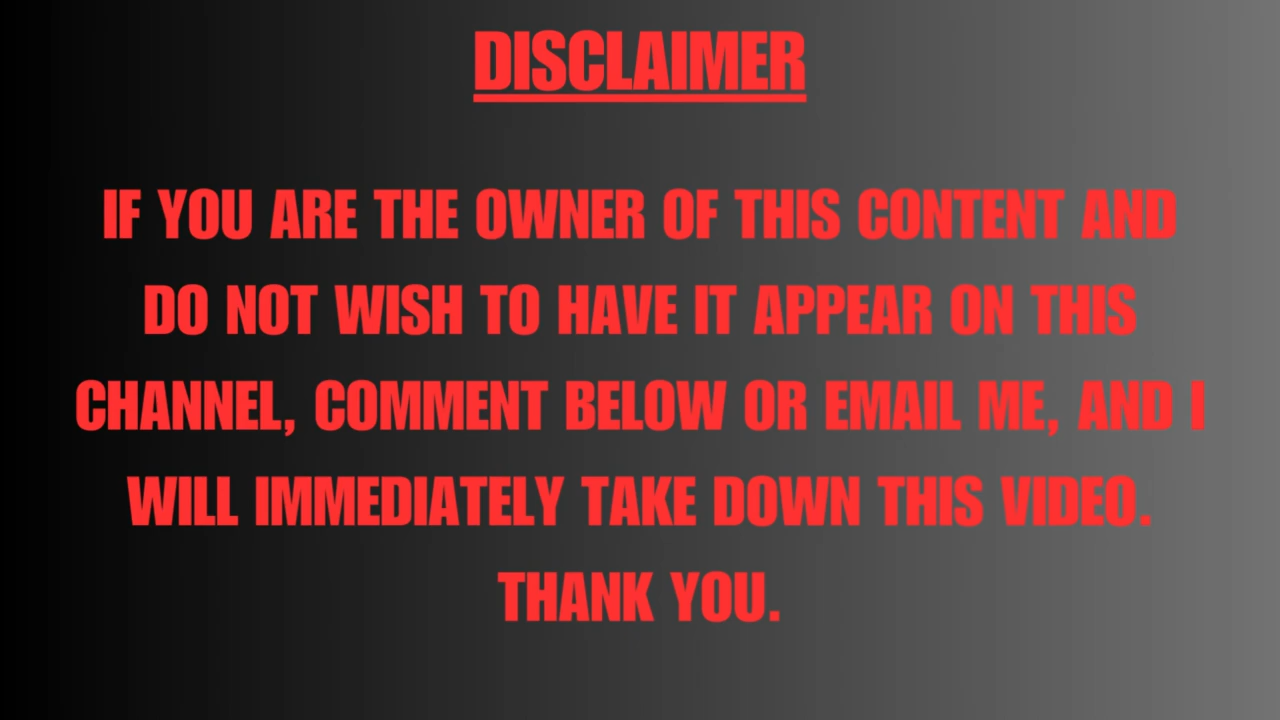 DISCLAIMER
IF YOU ARE THE OWNER OF THIS CONTENT AND
DO NOT WISH TO HAVE IT APPEAR ON THIS
CHANNEL, COMMENT BELOW OR EMAIL ME, AND I
WILL IMMEDIATELY TAKE DOWN THIS VIDEO.
THANK YOU.